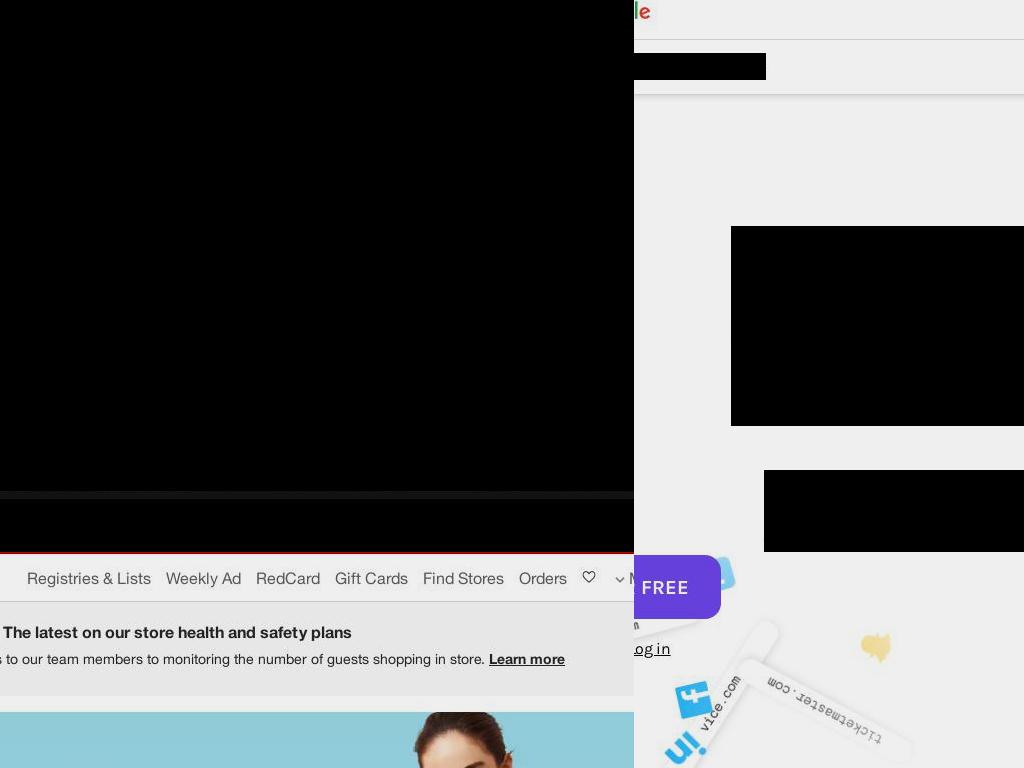 le
Registries & Lists Weekly Ad RedCard Gift Cards Find Stores Orders
The latest on our store health and safety plans
s to our team members to monitoring the number of guests shopping in store. Learn more
FREE
og in
vice.com
ticketmaster.com
in